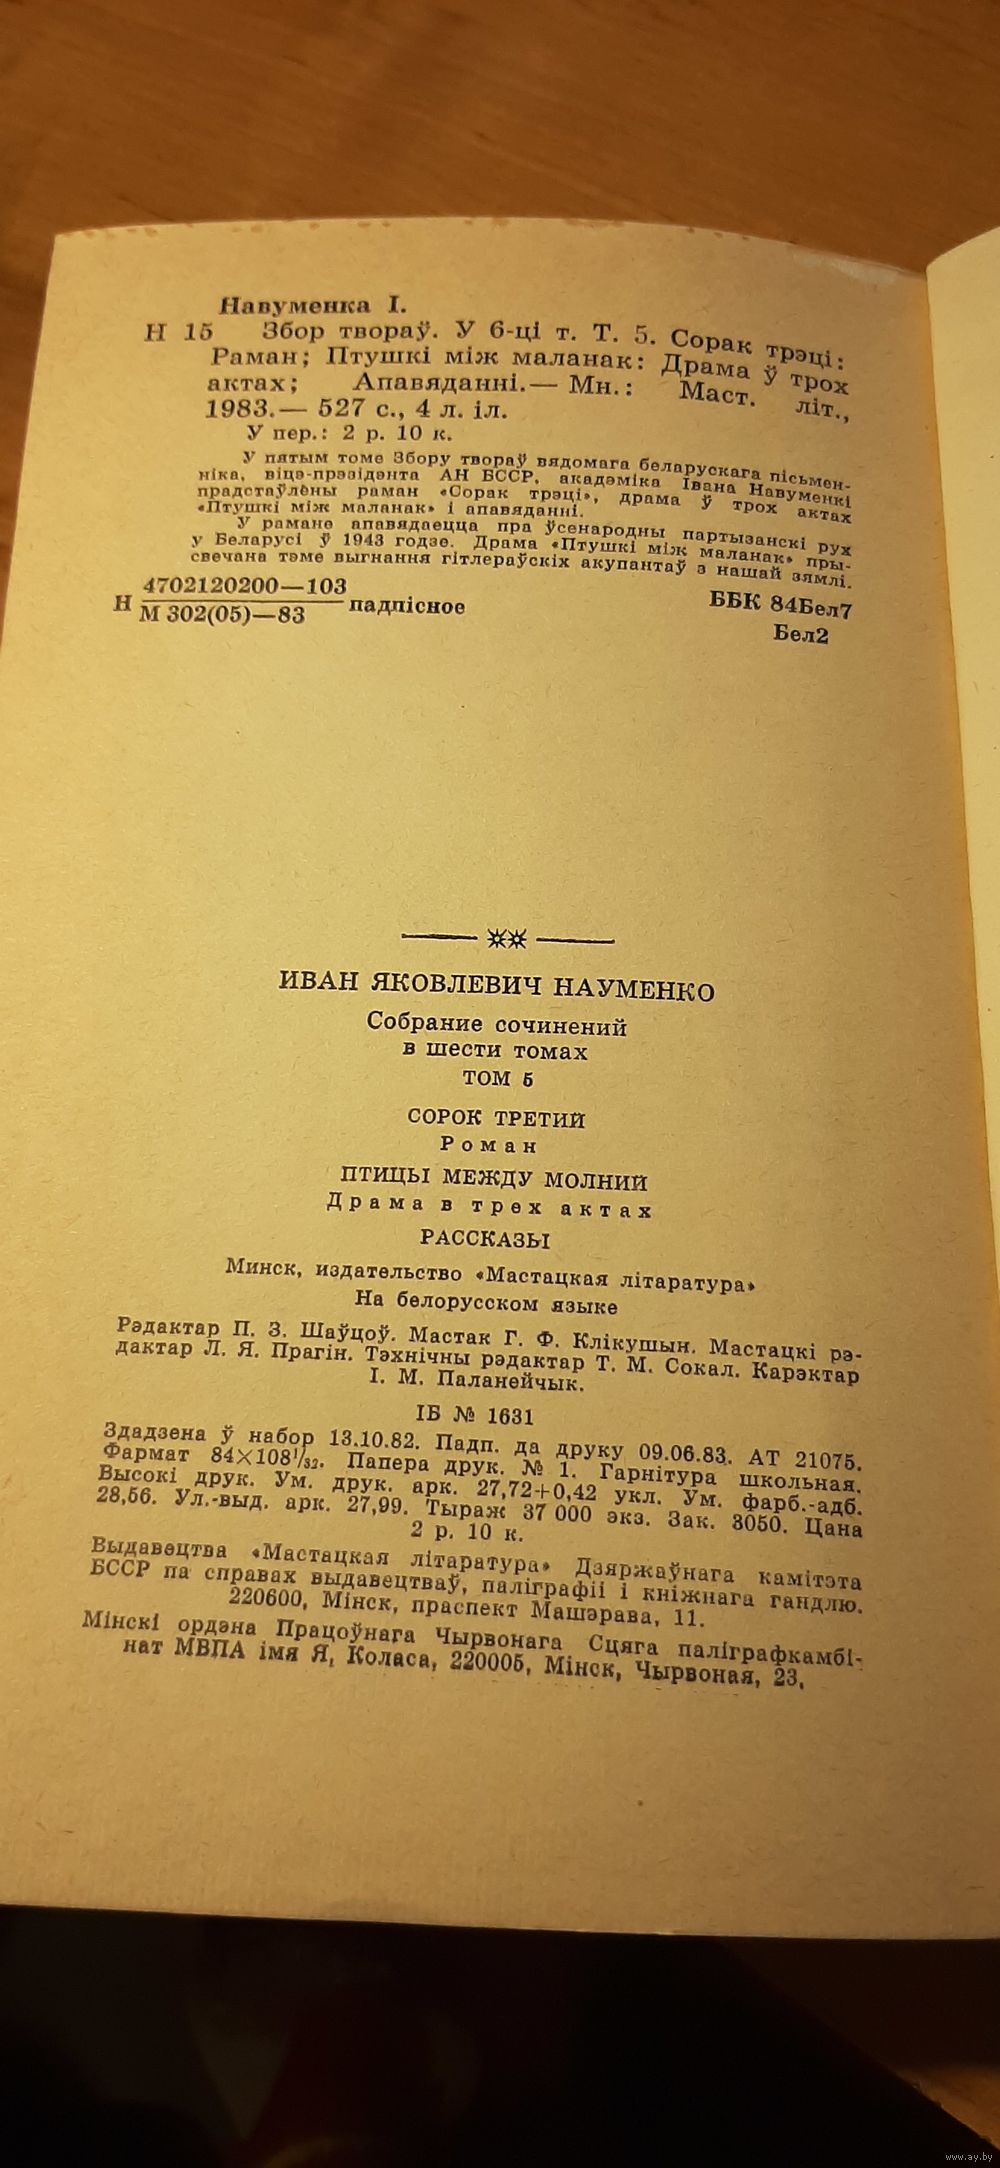 Навуменка І.
Н 15 Збор твораў. У 6-ці т. Т. 5. Сорак трэці:
Раман; Птушкі між маланак: Драма ў трох
актах; Апавяданні.— Мн.: Маст. літ.,
1983.— 527 с., 4 л. іл.
У пер.: 2 р. 10 к.
У пятым томе Збору твораў вядомага беларускага пісьмен-
ніка, віцэ-прэзідэнта АН БССР, акадэміка Івана Навуменкі
прадстаўлены раман «Сорак трэці», драма ў трох актах
«Птушкі між маланак» і апавяданні.
У рамане апавядаецца пра ўсенародны партызанскі рух
у Беларусі ў 1943 годзе. Драма «Птушкі між маланак» пры-
свечана тэме выгнання гітлераўскіх акупантаў з нашай зямлі.
Н 4702120200—103
М 302(05)—83 падпісное
ББК 84Бел7
Бел2
ИВАН ЯКОВЛЕВИЧ НАУМЕНКО
Собрание сочинений
в шести томах
ТОМ 5
СОРОК ТРЕТИЙ
Роман
ПТИЦЫ МЕЖДУ МОЛНИЙ
Драма в трех актах
РАССКАЗЫ
Минск, издательство «Мастацкая літаратура»
На белорусском языке
Рэдактар П. З. Шаўцоў. Мастак Г. Ф. Клікушын. Мастацкі рэ-
дактар Л. Я. Прагін. Тэхнічны рэдактар Т. М. Сокал. Карэктар
І. М. Паланейчык.
ІБ № 1631
Здадзена ў набор 13.10.82. Падп. да друку 09.06.83. АТ 21075.
Фармат 84×108¹/₃₂. Папера друк. № 1. Гарнітура школьная.
Высокі друк. Ум. друк. арк. 27,72+0,42 укл. Ум. фарб.-адб.
28,56. Ул.-выд. арк. 27,99. Тыраж 37 000 экз. Зак. 3050. Цана
2 р. 10 к.
Выдавецтва «Мастацкая літаратура» Дзяржаўнага камітэта
БССР па справах выдавецтваў, паліграфіі і кніжнага гандлю.
220600, Мінск, праспект Машэрава, 11.
Мінскі ордэна Працоўнага Чырвонага Сцяга паліграфкамбі-
нат МВПА імя Я. Коласа, 220005, Мінск, Чырвоная, 23.
www.ay.by